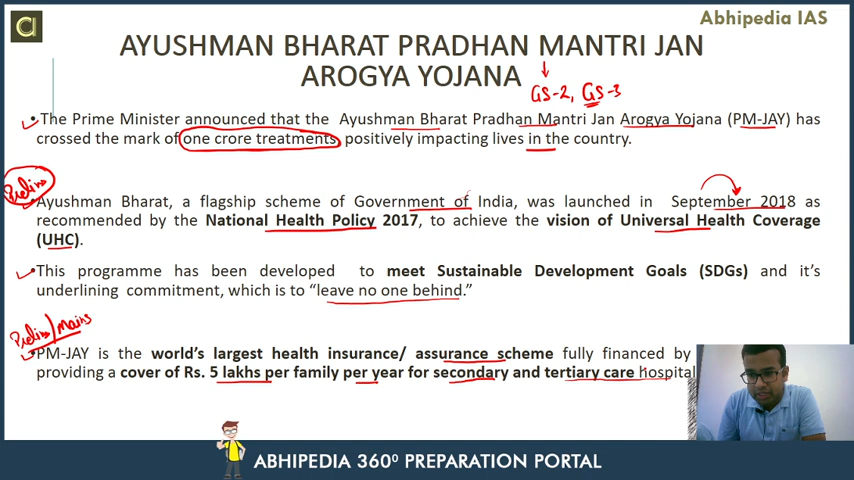 Abhipedia IAS
AYUSHMAN BHARAT PRADHAN MANTRI JAN
AROGYA YOJANA
GS-2, GS-3
• The Prime Minister announced that the Ayushman Bharat Pradhan Mantri Jan Arogya Yojana (PM-JAY) has
crossed the mark of one crore treatments positively impacting lives in the country.
Prelims
Ayushman Bharat, a flagship scheme of Government of India, was launched in September 2018 as
recommended by the National Health Policy 2017, to achieve the vision of Universal Health Coverage
(UHC).
• This programme has been developed to meet Sustainable Development Goals (SDGs) and it's
underlining commitment, which is to “leave no one behind.”
Prelims/Mains
• PM-JAY is the world's largest health insurance/ assurance scheme fully financed by
providing a cover of Rs. 5 lakhs per family per year for secondary and tertiary care hospital
ABHIPEDIA 360⁰ PREPARATION PORTAL